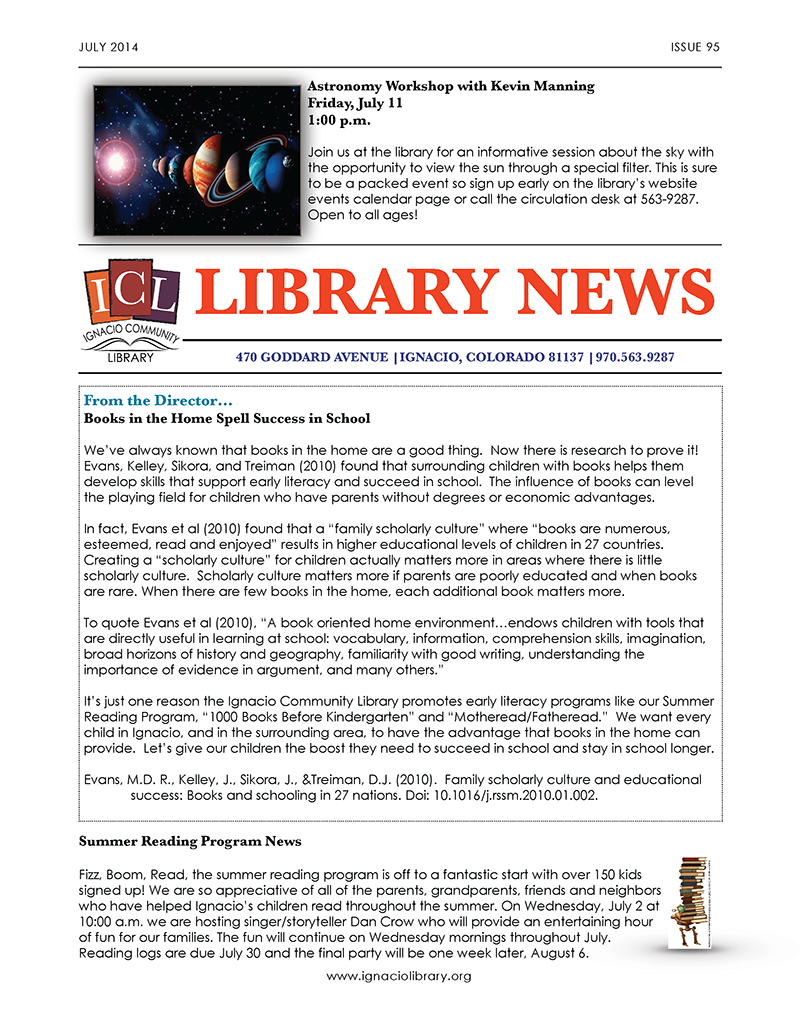 JULY 2014
ISSUE 95
Astronomy Workshop with Kevin Manning
Friday, July 11
1:00 p.m.
Join us at the library for an informative session about the sky with
the opportunity to view the sun through a special filter. This is sure
to be a packed event so sign up early on the library's website
events calendar page or call the circulation desk at 563-9287.
Open to all ages!
ICL
IGNACIO COMMUNITY
LIBRARY
LIBRARY NEWS
470 GODDARD AVENUE | IGNACIO, COLORADO 81137 | 970.563.9287
From the Director…
Books in the Home Spell Success in School
We've always known that books in the home are a good thing.  Now there is research to prove it!
Evans, Kelley, Sikora, and Treiman (2010) found that surrounding children with books helps them
develop skills that support early literacy and succeed in school.  The influence of books can level
the playing field for children who have parents without degrees or economic advantages.
In fact, Evans et al (2010) found that a “family scholarly culture” where “books are numerous,
esteemed, read and enjoyed” results in higher educational levels of children in 27 countries.
Creating a “scholarly culture” for children actually matters more in areas where there is little
scholarly culture.  Scholarly culture matters more if parents are poorly educated and when books
are rare. When there are few books in the home, each additional book matters more.
To quote Evans et al (2010), “A book oriented home environment…endows children with tools that
are directly useful in learning at school: vocabulary, information, comprehension skills, imagination,
broad horizons of history and geography, familiarity with good writing, understanding the
importance of evidence in argument, and many others.”
It's just one reason the Ignacio Community Library promotes early literacy programs like our Summer
Reading Program, “1000 Books Before Kindergarten” and “Motheread/Fatheread.”  We want every
child in Ignacio, and in the surrounding area, to have the advantage that books in the home can
provide.  Let's give our children the boost they need to succeed in school and stay in school longer.
Evans, M.D. R., Kelley, J., Sikora, J., &Treiman, D.J. (2010).  Family scholarly culture and educational
success: Books and schooling in 27 nations. Doi: 10.1016/j.rssm.2010.01.002.
Summer Reading Program News
Fizz, Boom, Read, the summer reading program is off to a fantastic start with over 150 kids
signed up! We are so appreciative of all of the parents, grandparents, friends and neighbors
who have helped Ignacio's children read throughout the summer. On Wednesday, July 2 at
10:00 a.m. we are hosting singer/storyteller Dan Crow who will provide an entertaining hour
of fun for our families. The fun will continue on Wednesday mornings throughout July.
Reading logs are due July 30 and the final party will be one week later, August 6.
www.ignaciolibrary.org